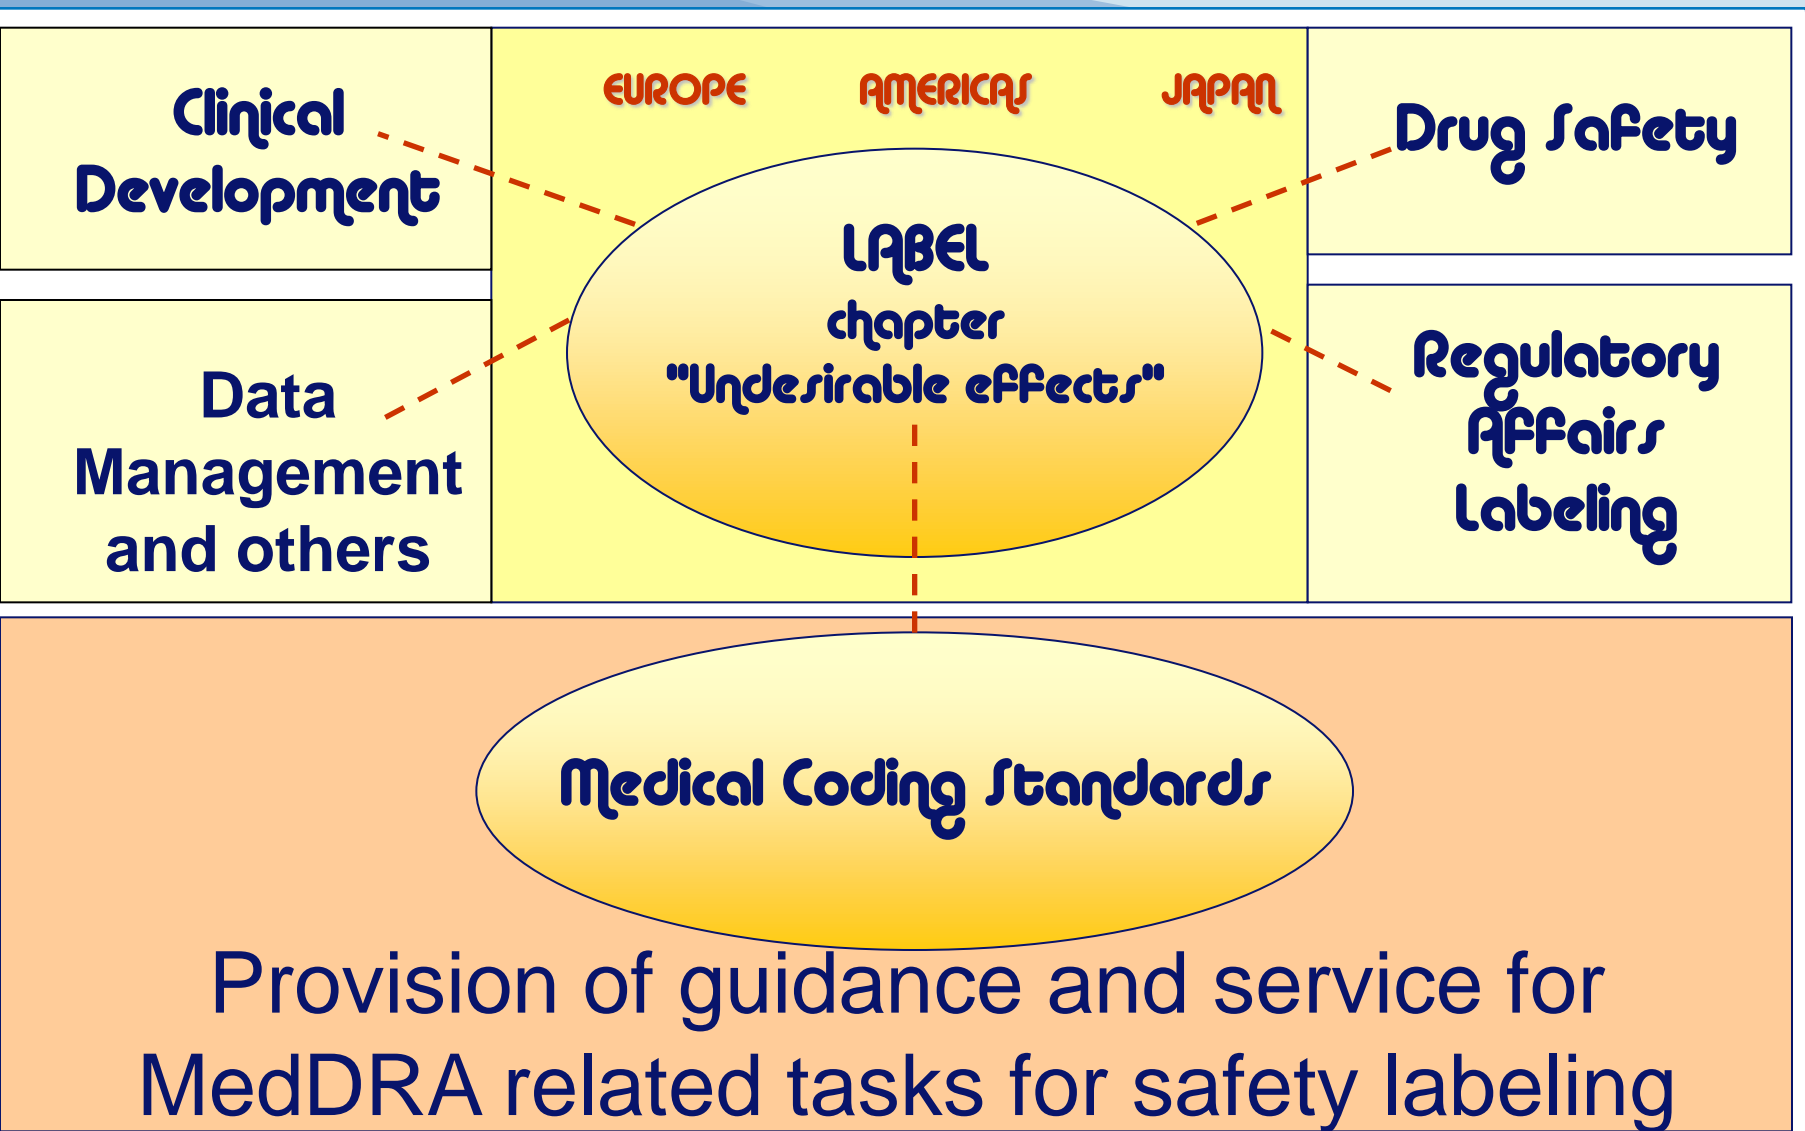 Clinical
Development
EUROPE AMERICAS JAPAN
Drug Safety
LABEL
chapter
"Undesirable effects"
Data
Management
and others
Regulatory
Affairs
Labeling
Medical Coding Standards
Provision of guidance and service for
MedDRA related tasks for safety labeling